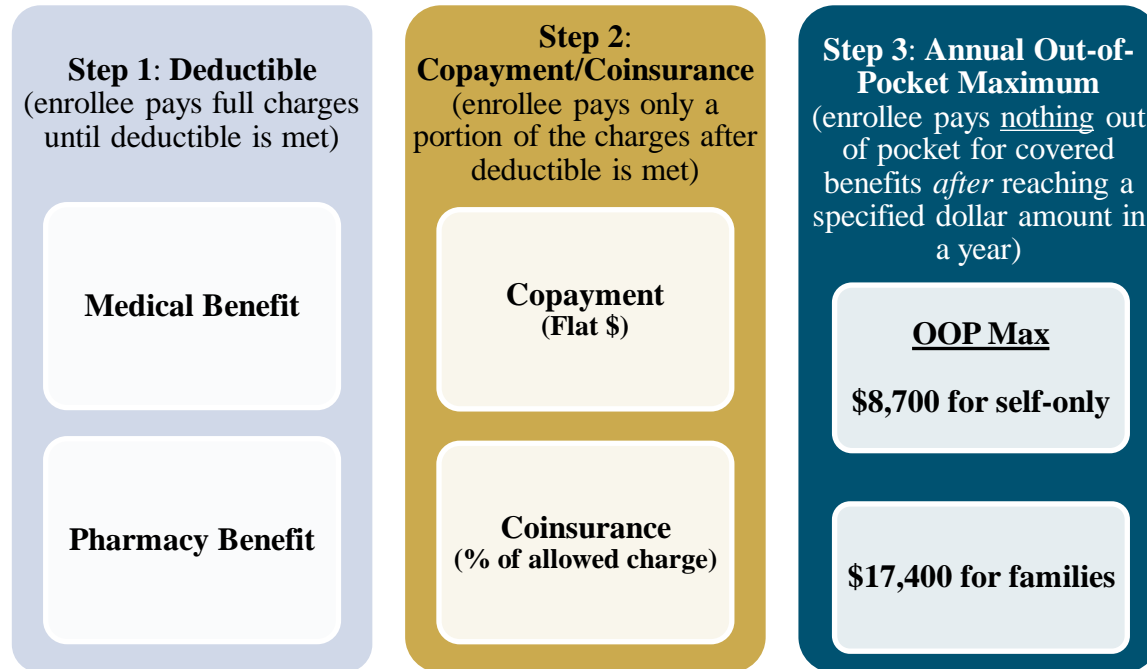 Step 1: Deductible
(enrollee pays full charges
until deductible is met)
Medical Benefit
Pharmacy Benefit
Step 2:
Copayment/Coinsurance
(enrollee pays only a
portion of the charges after
deductible is met)
Copayment
(Flat $)
Coinsurance
(% of allowed charge)
Step 3: Annual Out-of-
Pocket Maximum
(enrollee pays nothing out
of pocket for covered
benefits after reaching a
specified dollar amount in
a year)
OOP Max
$8,700 for self-only
$17,400 for families